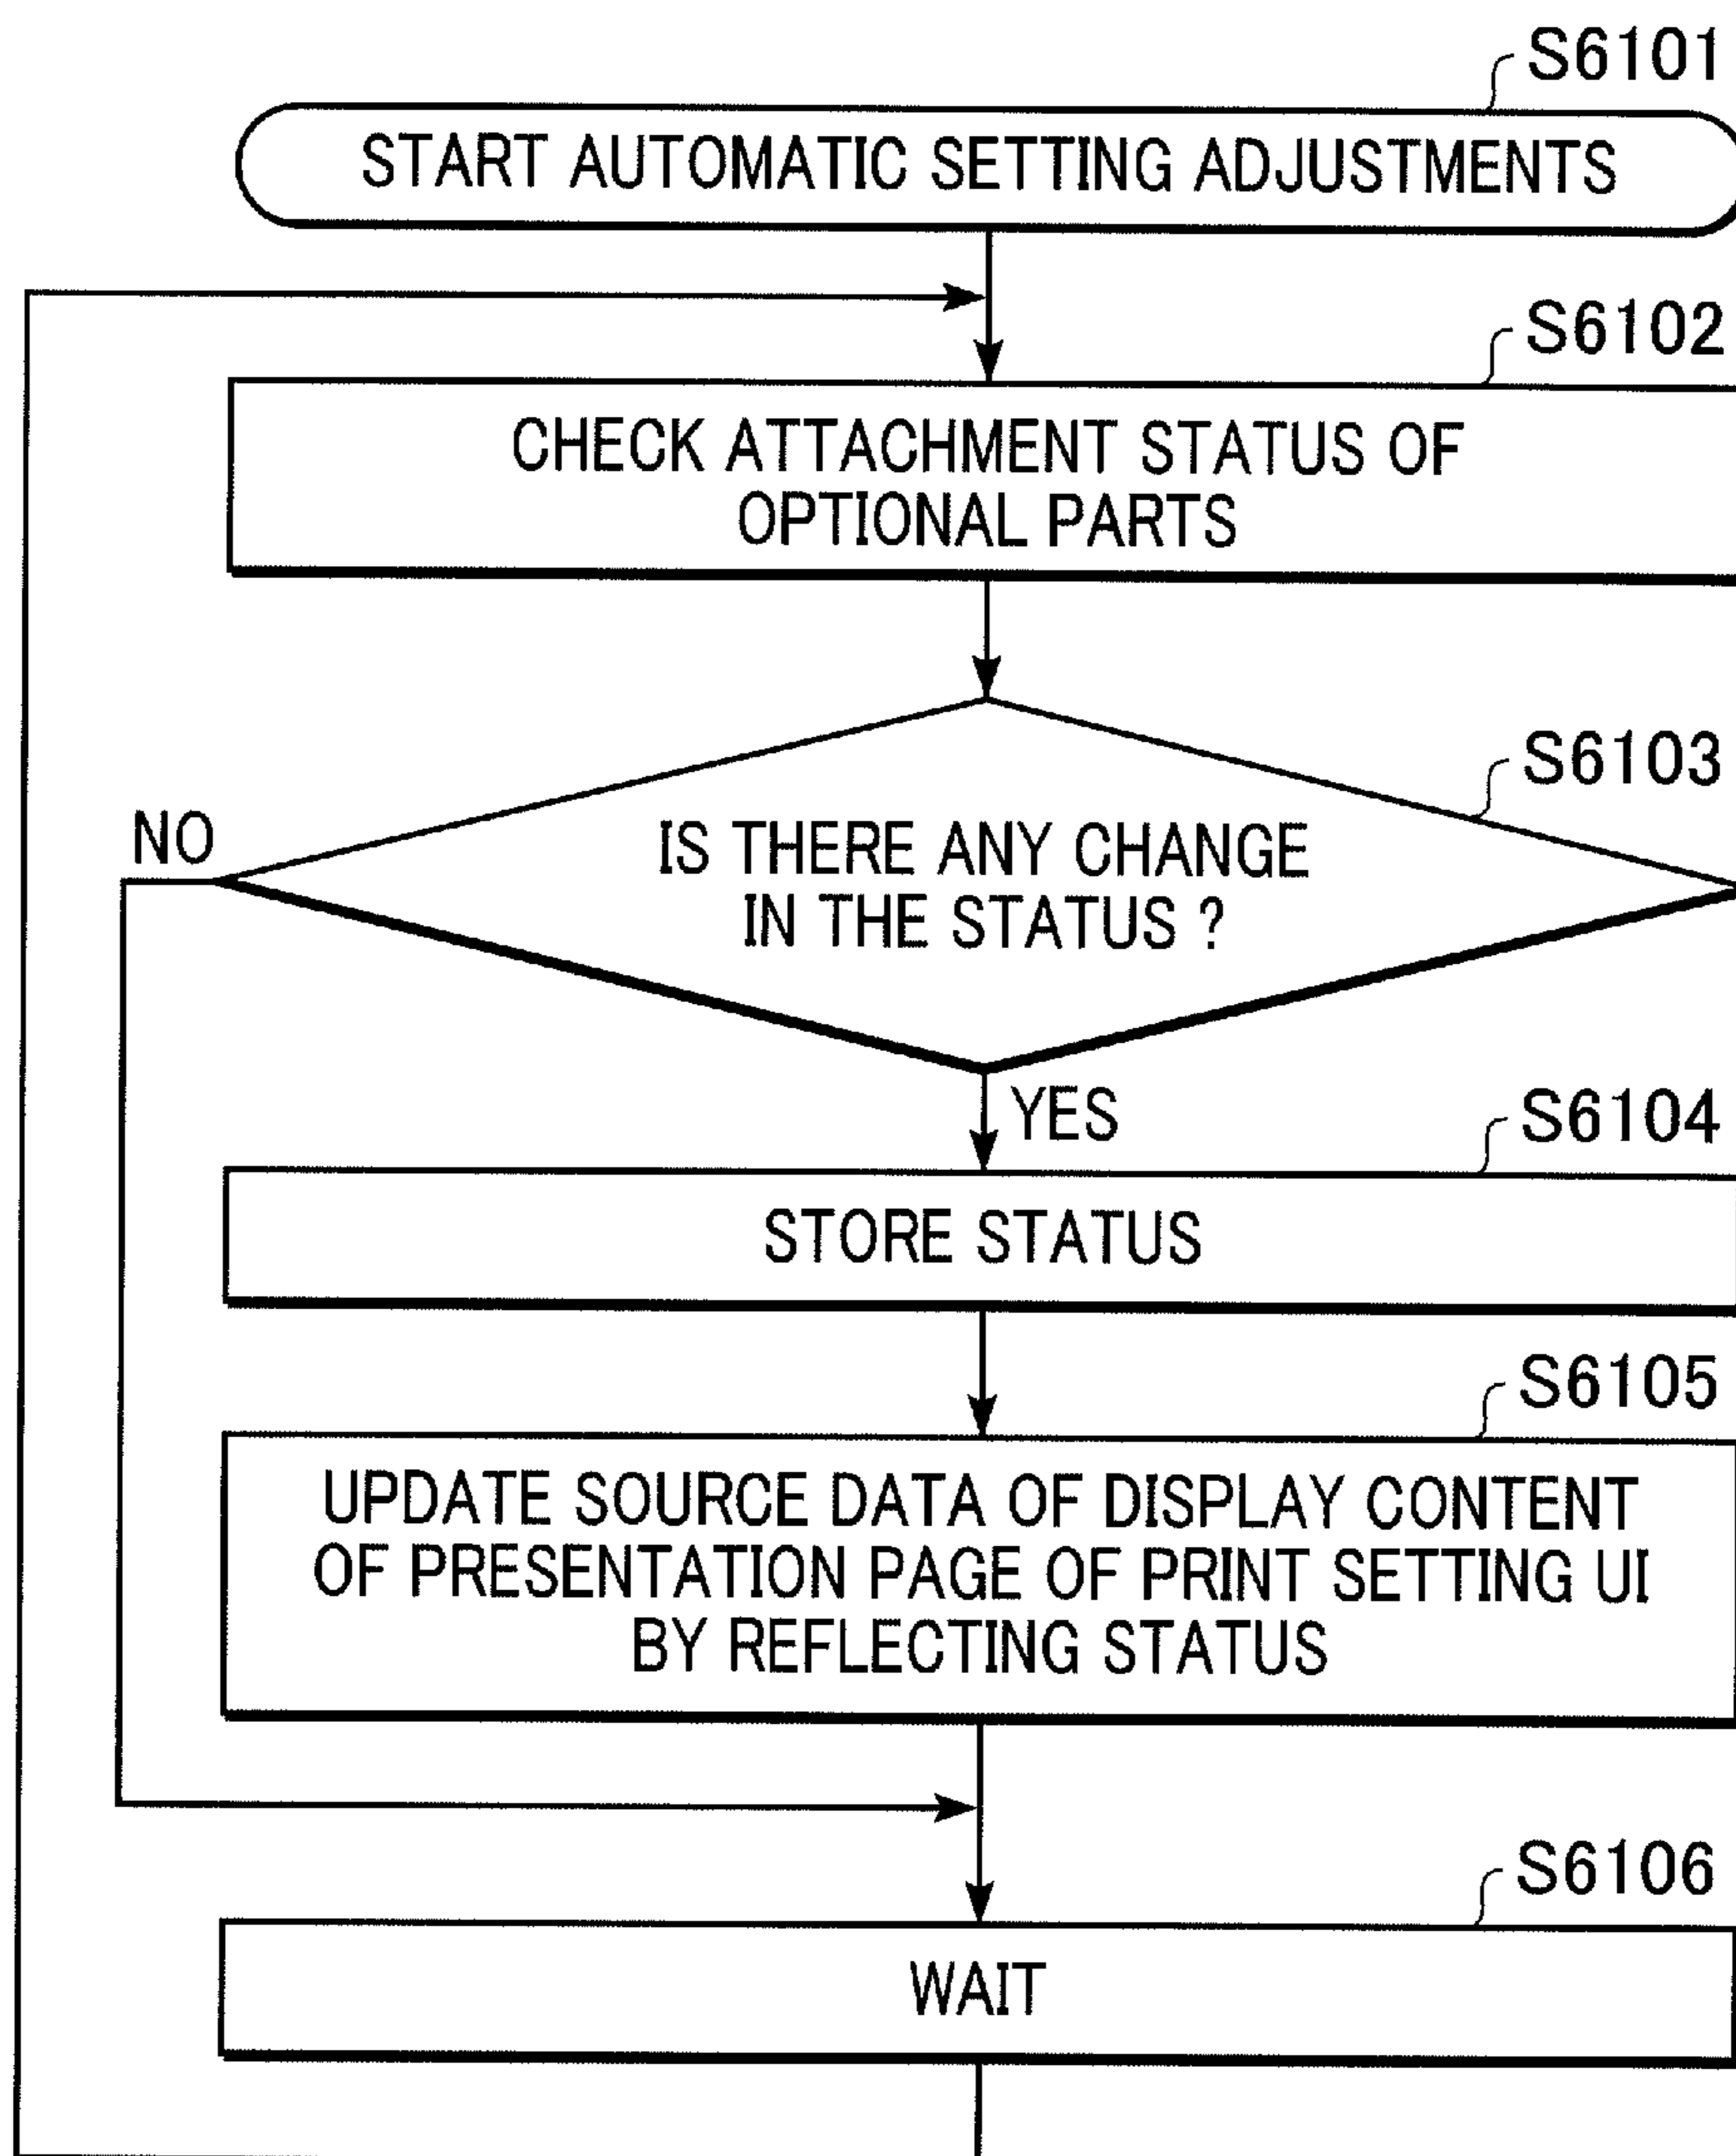 S6101
START AUTOMATIC SETTING ADJUSTMENTS
S6102
CHECK ATTACHMENT STATUS OF
OPTIONAL PARTS
S6103
NO
IS THERE ANY CHANGE
IN THE STATUS ?
YES
S6104
STORE STATUS
S6105
UPDATE SOURCE DATA OF DISPLAY CONTENT
OF PRESENTATION PAGE OF PRINT SETTING UI
BY REFLECTING STATUS
S6106
WAIT